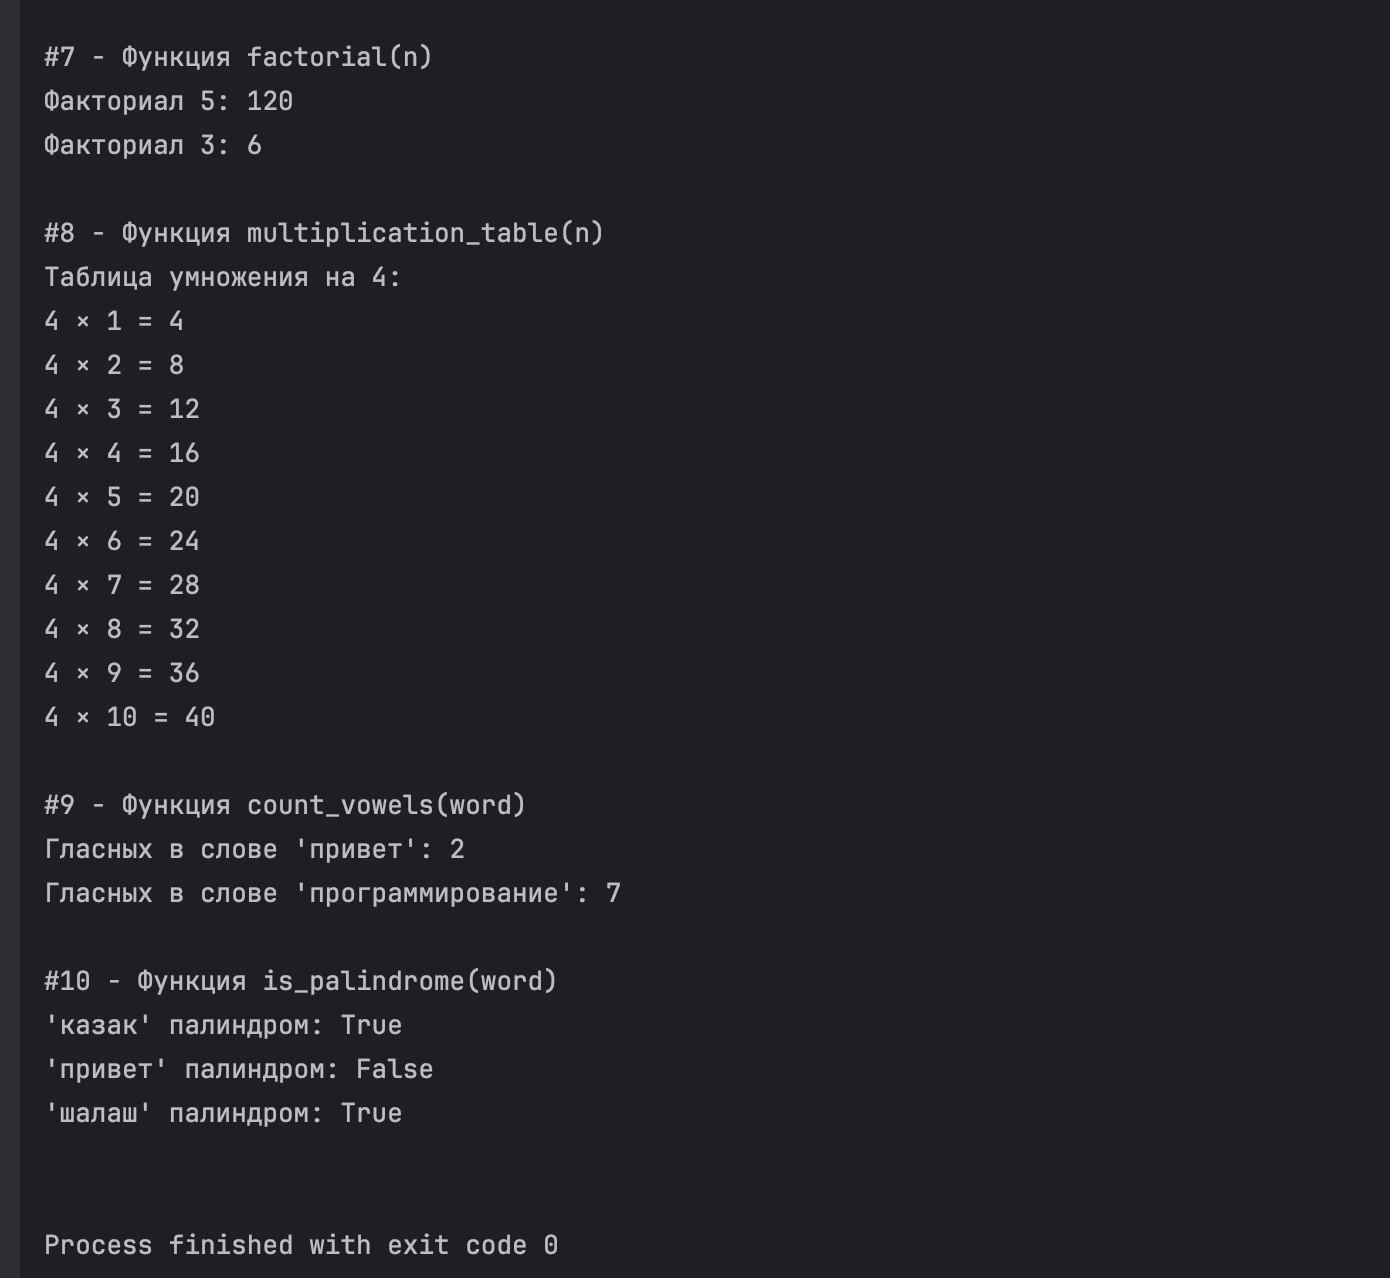 #7 - Функция factorial(n)
Факториал 5: 120
Факториал 3: 6
#8 - Функция multiplication_table(n)
Таблица умножения на 4:
4 × 1 = 4
4 × 2 = 8
4 × 3 = 12
4 × 4 = 16
4 × 5 = 20
4 × 6 = 24
4 × 7 = 28
4 × 8 = 32
4 × 9 = 36
4 × 10 = 40
#9 - Функция count_vowels(word)
Гласных в слове 'привет': 2
Гласных в слове 'программирование': 7
#10 - Функция is_palindrome(word)
'казак' палиндром: True
'привет' палиндром: False
'шалаш' палиндром: True
Process finished with exit code 0